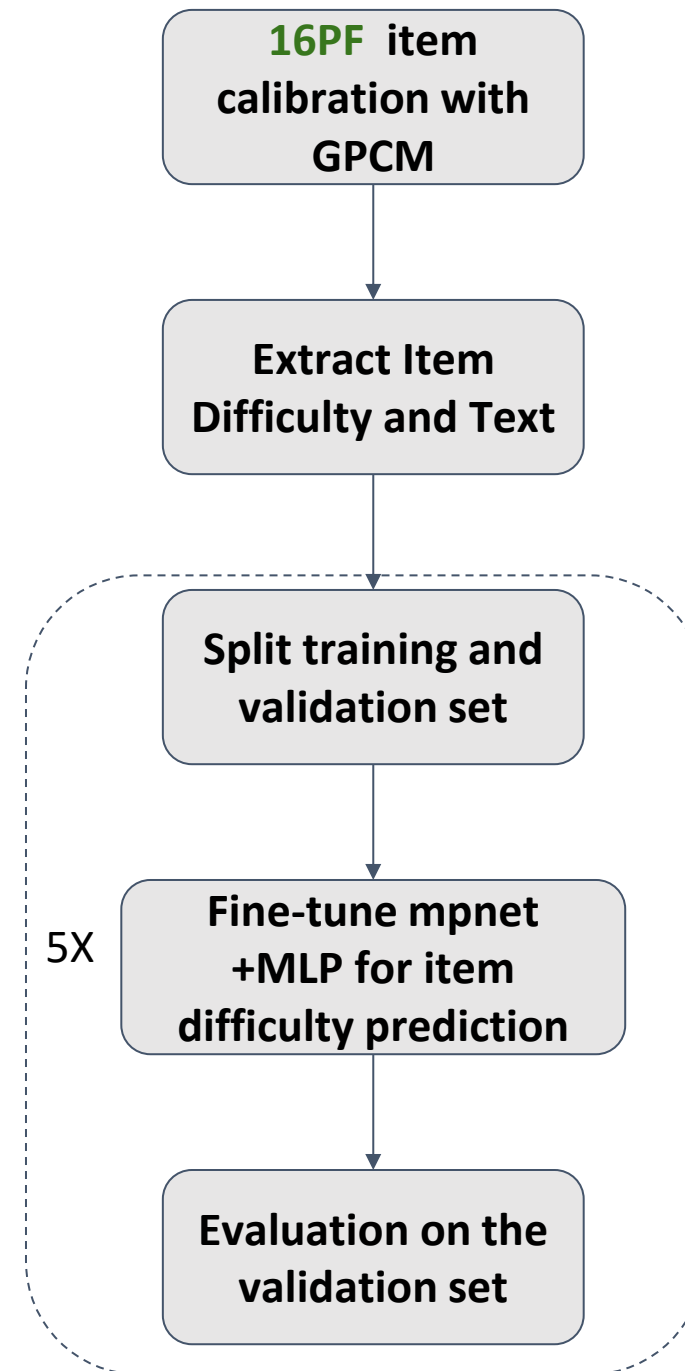 16PF item
calibration with
GPCM
Extract Item
Difficulty and Text
Split training and
validation set
5X
Fine-tune mpnet
+MLP for item
difficulty prediction
Evaluation on the
validation set